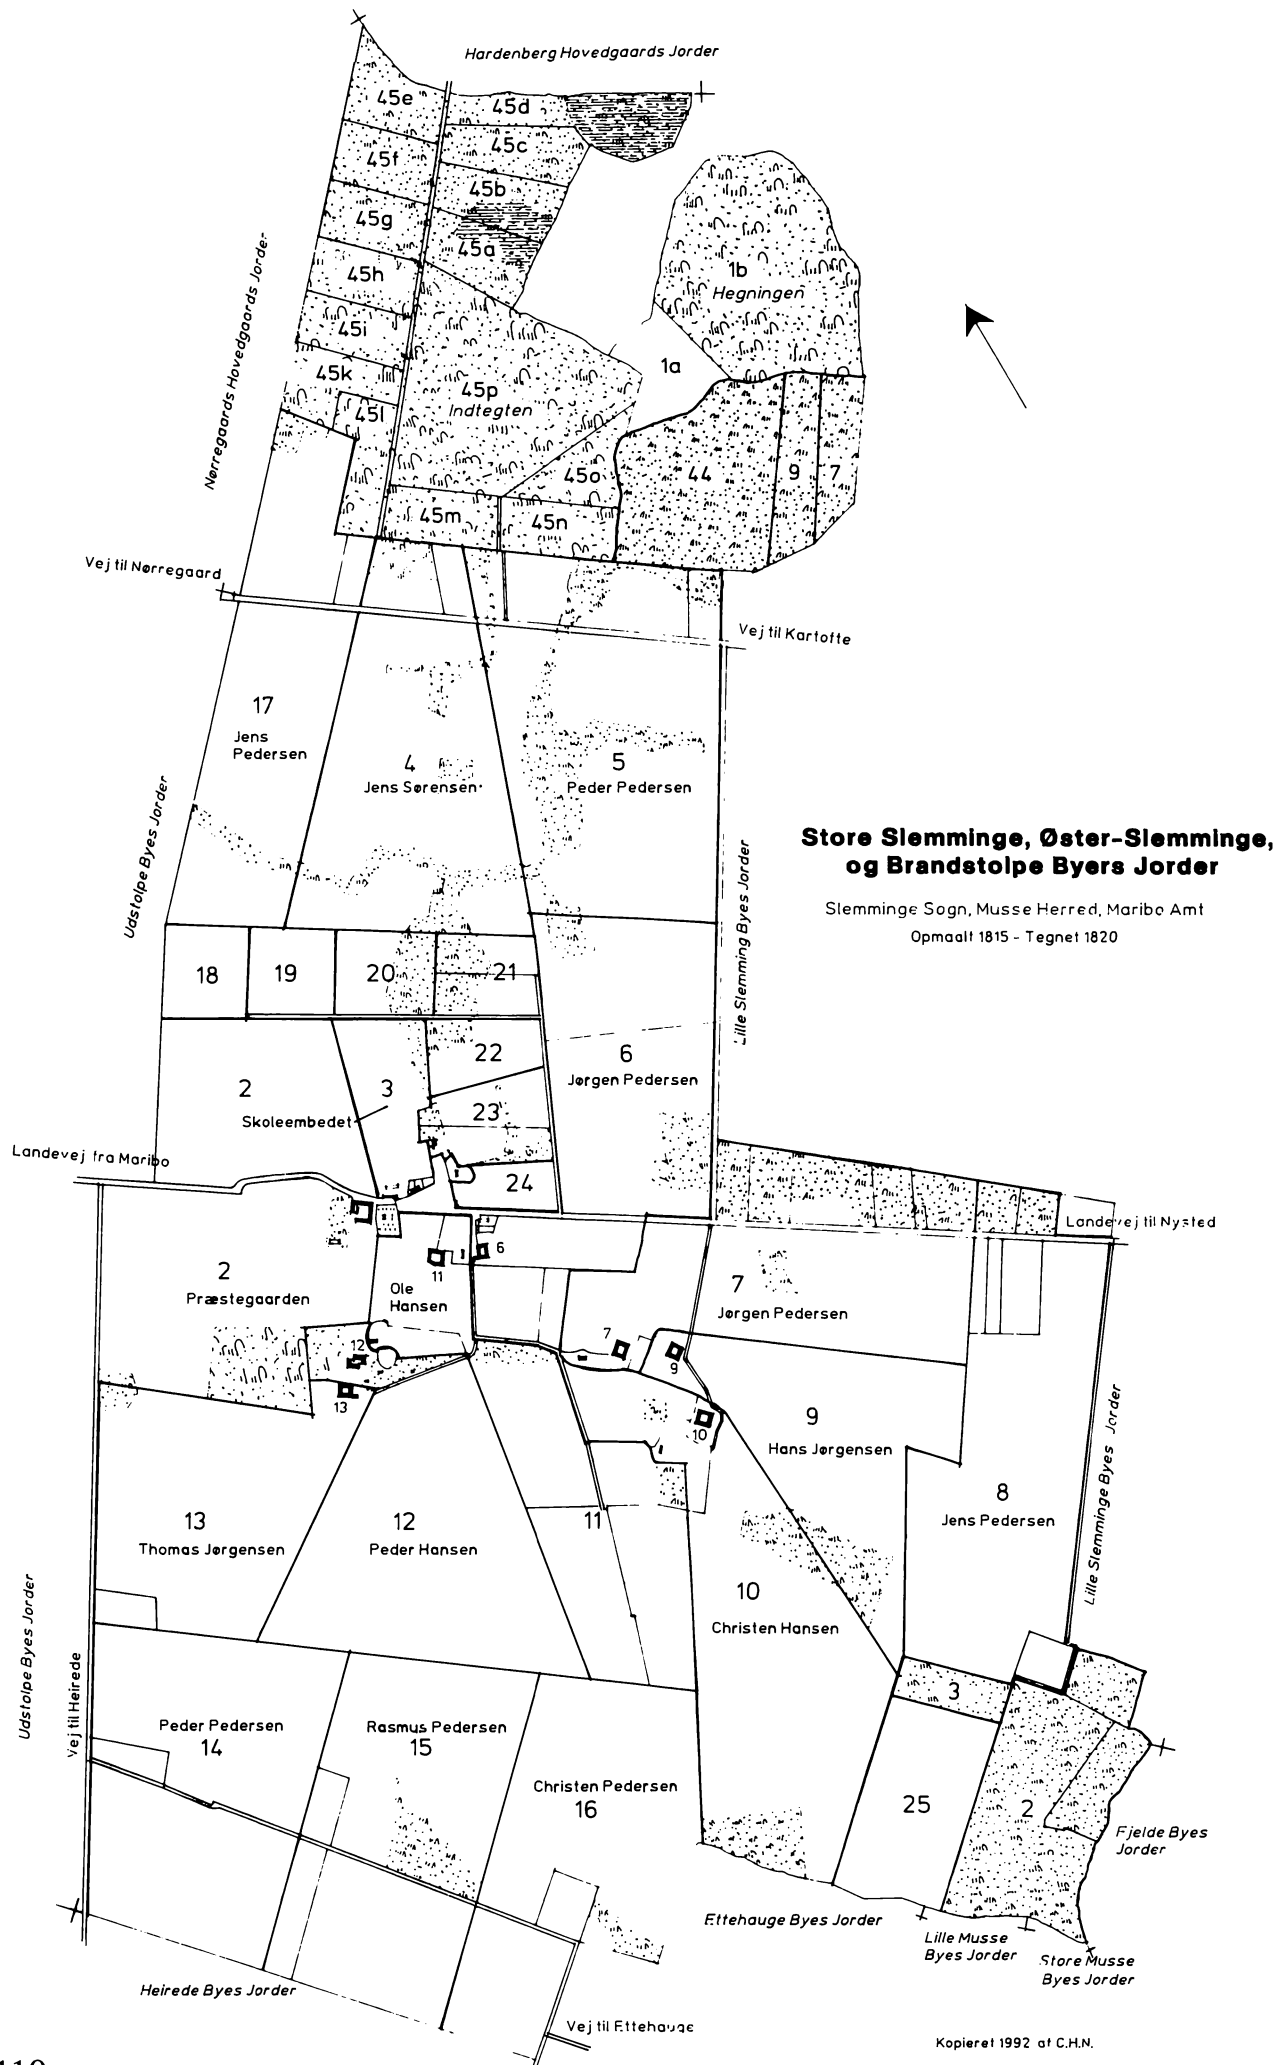 Hardenberg Hovedgaards Jorder
45e
45d
45f
45c
45b
45g
45a
45h
1b
Hegningen
45i
45k
1a
45p
Indtegten
45l
Nørregaards Hovedgaards Jorder
45o
44
9
7
45m
45n
Vej til Nørregaard
Vej til Kartofte
17
Jens
Pedersen
4
Jens Sørensen
5
Peder Pedersen
Udstolpe Byes Jorder
Store Slemminge, Øster-Slemminge,
og Brandstolpe Byers Jorder
Slemminge Sogn, Musse Herred, Maribo Amt
Opmaalt 1815 - Tegnet 1820
Lille Slemming Byes Jorder
18
19
20
21
22
6
Jørgen Pedersen
2
3
23
Skoleembedet
Landevej fra Maribo
24
Landevej til Nysted
6
11
2
Præstegaarden
Ole
Hansen
7
Jørgen Pedersen
7
9
12
13
10
9
Hans Jørgensen
Lille Slemminge Byes Jorder
8
Jens Pedersen
13
Thomas Jørgensen
12
Peder Hansen
11
10
Christen Hansen
Udstolpe Byes Jorder
Vej til Heirede
3
Peder Pedersen
14
Rasmus Pedersen
15
Christen Pedersen
16
25
2
Fjelde Byes
Jorder
Ettehauge Byes Jorder
Lille Musse
Byes Jorder
Store Musse
Byes Jorder
Heirede Byes Jorder
Vej til Ettehauge
Kopieret 1992 af C.H.N.